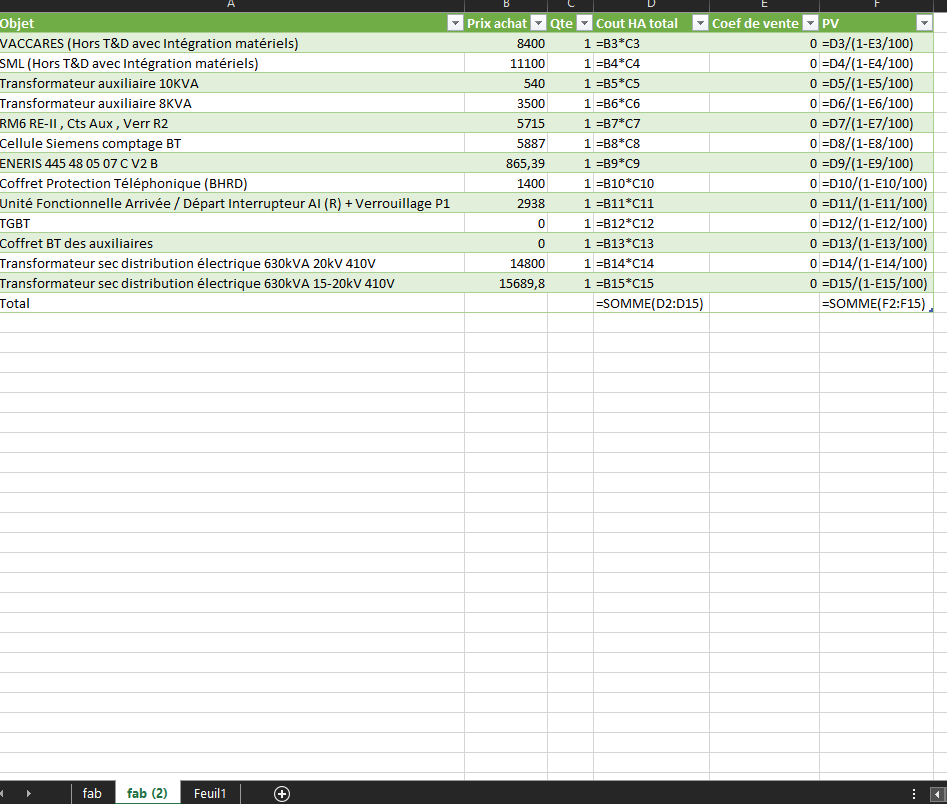 A B C D E F
Objet Prix achat Qte Cout HA total Coef de vente PV
VACCARES (Hors T&D avec Intégration matériels) 8400 1 =B3*C3 0 =D3/(1-E3/100)
SML (Hors T&D avec Intégration matériels) 11100 1 =B4*C4 0 =D4/(1-E4/100)
Transformateur auxiliaire 10KVA 540 1 =B5*C5 0 =D5/(1-E5/100)
Transformateur auxiliaire 8KVA 3500 1 =B6*C6 0 =D6/(1-E6/100)
RM6 RE-II , Cts Aux , Verr R2 5715 1 =B7*C7 0 =D7/(1-E7/100)
Cellule Siemens comptage BT 5887 1 =B8*C8 0 =D8/(1-E8/100)
ENERIS 445 48 05 07 C V2 B 865,39 1 =B9*C9 0 =D9/(1-E9/100)
Coffret Protection Téléphonique (BHRD) 1400 1 =B10*C10 0 =D10/(1-E10/100)
Unité Fonctionnelle Arrivée / Départ Interrupteur AI (R) + Verrouillage P1 2938 1 =B11*C11 0 =D11/(1-E11/100)
TGBT 0 1 =B12*C12 0 =D12/(1-E12/100)
Coffret BT des auxiliaires 0 1 =B13*C13 0 =D13/(1-E13/100)
Transformateur sec distribution électrique 630kVA 20kV 410V 14800 1 =B14*C14 0 =D14/(1-E14/100)
Transformateur sec distribution électrique 630kVA 15-20kV 410V 15689,8 1 =B15*C15 0 =D15/(1-E15/100)
Total =SOMME(D2:D15) =SOMME(F2:F15)
fab fab (2) Feuil1